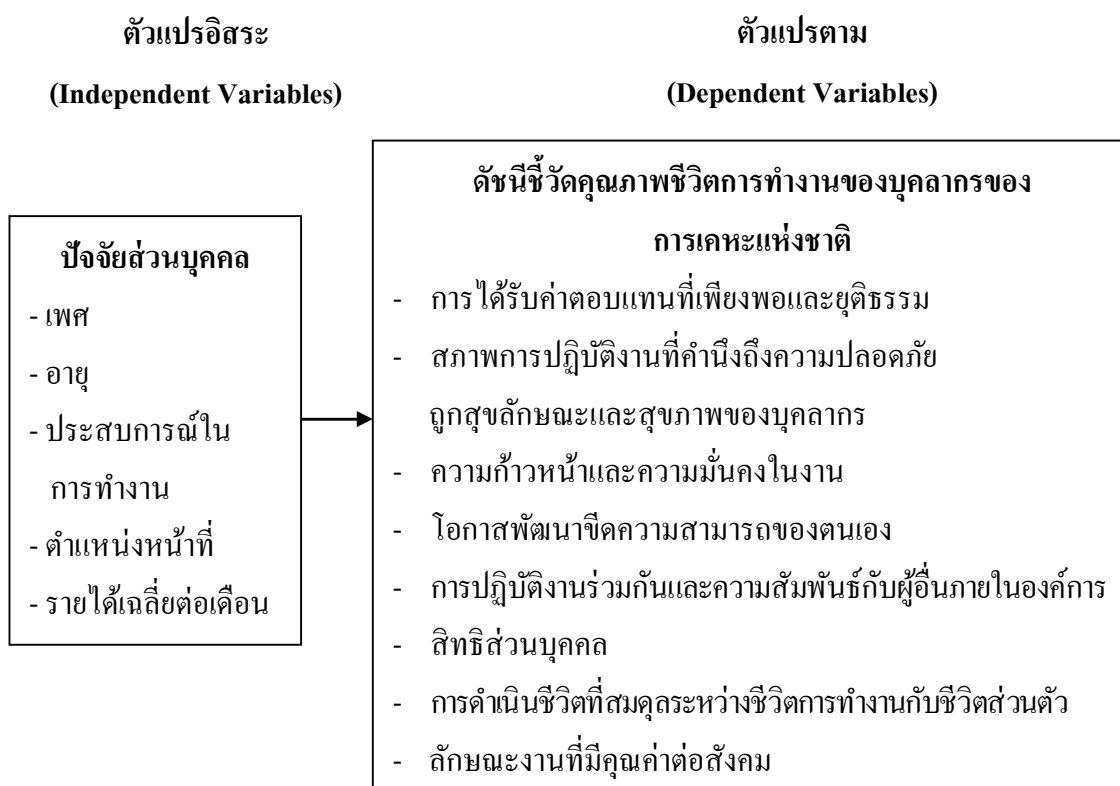 ตัวแปรอิสระ
(Independent Variables)
ปัจจัยส่วนบุคคล
- เพศ
- อายุ
- ประสบการณ์ใน
การทำงาน
- ตำแหน่งหน้าที่
- รายได้เฉลี่ยต่อเดือน
ตัวแปรตาม
(Dependent Variables)
ดัชนีชี้วัดคุณภาพชีวิตการทำงานของบุคลากรของ
การเคหะแห่งชาติ
- การได้รับค่าตอบแทนที่เพียงพอและยุติธรรม
- สภาพการปฏิบัติงานที่คำนึงถึงความปลอดภัย
ถูกสุขลักษณะและสุขภาพของบุคลากร
- ความก้าวหน้าและความมั่นคงในงาน
- โอกาสพัฒนาขีดความสามารถของตนเอง
- การปฏิบัติงานร่วมกันและความสัมพันธ์กับผู้อื่นภายในองค์การ
- สิทธิส่วนบุคคล
- การดำเนินชีวิตที่สมดุลระหว่างชีวิตการทำงานกับชีวิตส่วนตัว
- ลักษณะงานที่มีคุณค่าต่อสังคม